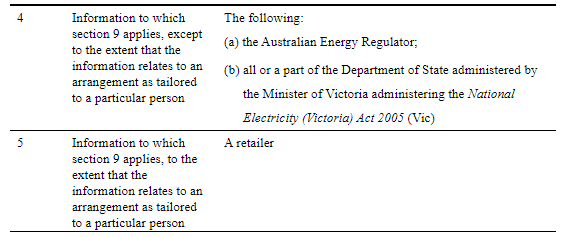 4
Information to which
section 9 applies, except
to the extent that the
information relates to an
arrangement as tailored
to a particular person
The following:
(a) the Australian Energy Regulator;
(b) all or a part of the Department of State administered by
the Minister of Victoria administering the National
Electricity (Victoria) Act 2005 (Vic)
5
Information to which
section 9 applies, to the
extent that the
information relates to an
arrangement as tailored
to a particular person
A retailer